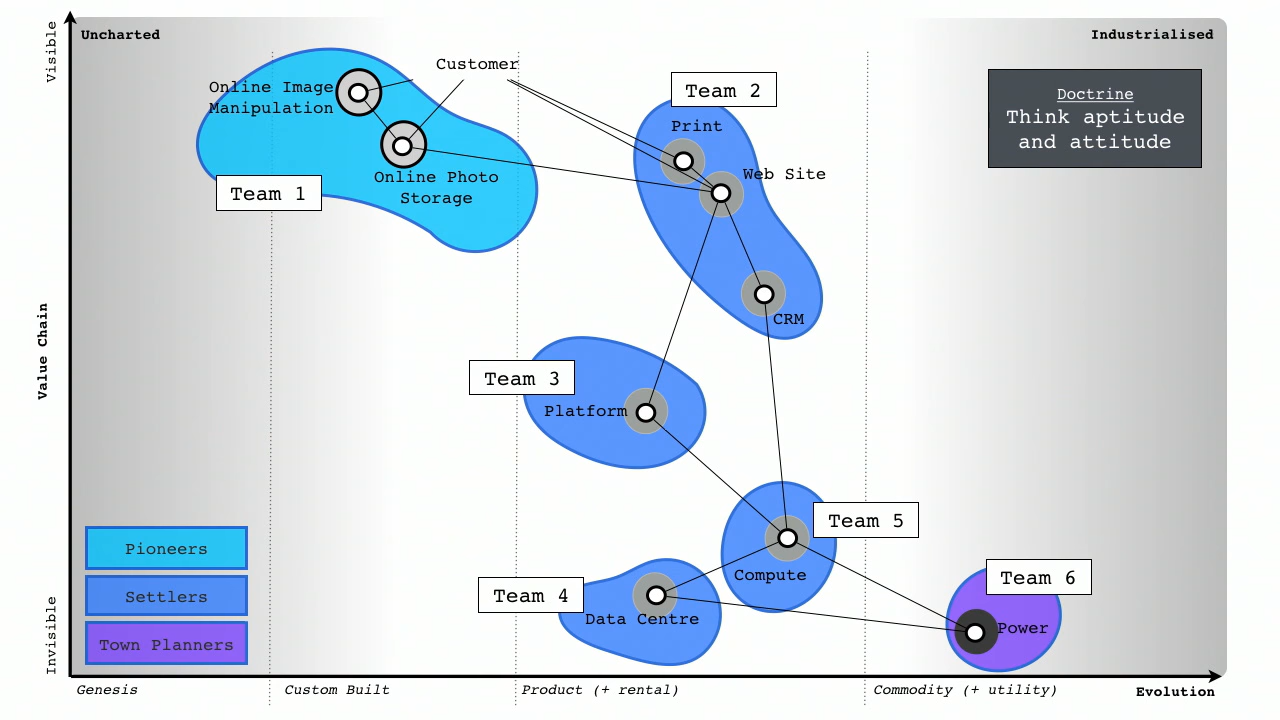 Visible
Uncharted
Industrialised
Customer
Online Image
Manipulation
Team 2
Doctrine
Think aptitude
and attitude
Print
Web Site
Online Photo
Storage
Team 1
CRM
Value Chain
Team 3
Platform
Team 5
Pioneers
Compute
Team 6
Settlers
Team 4
Data Centre
Power
Town Planners
Invisible
Genesis
Custom Built
Product (+ rental)
Commodity (+ utility)
Evolution